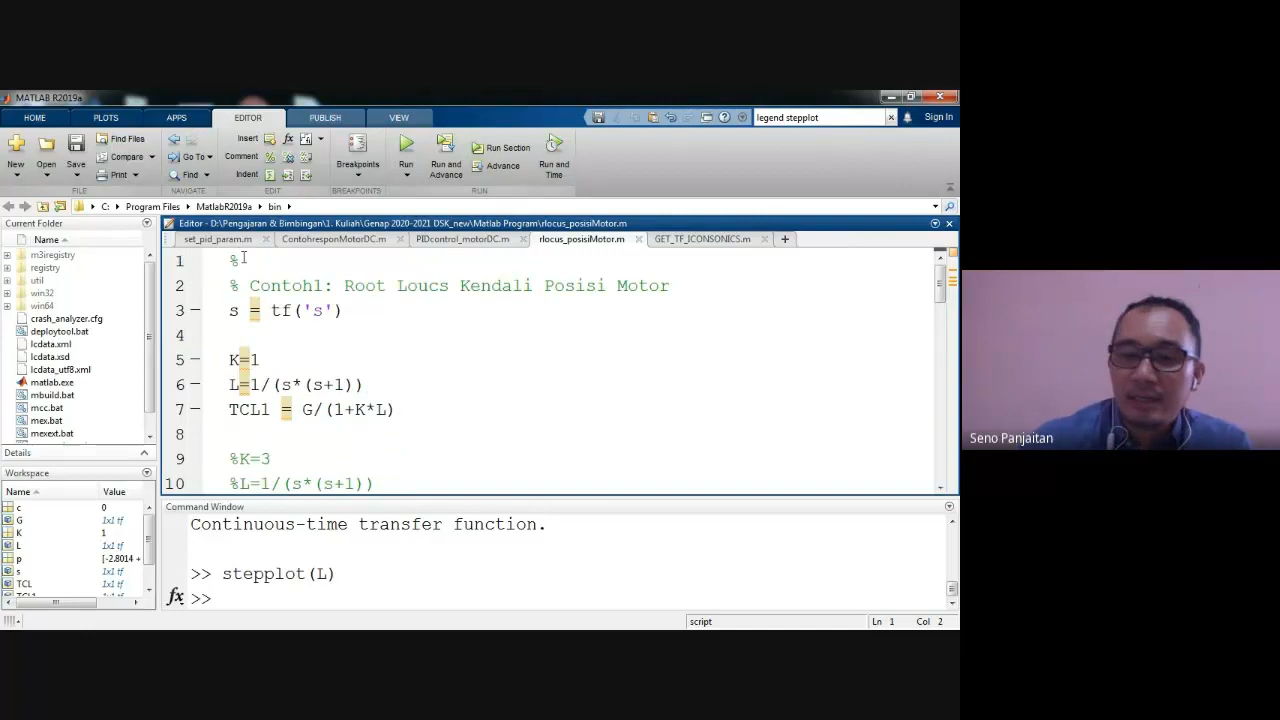 MATLAB R2019a
HOME PLOTS APPS EDITOR PUBLISH VIEW legend stepplot Sign In
New Open Save Find Files Compare Print Go To Find Insert Comment Indent Breakpoints Run Run and Advance Run Section Advance Run and Time
FILE NAVIGATE EDIT BREAKPOINTS RUN
C: Program Files MatlabR2019a bin
Current Folder
Name
m3iregistry
registry
util
win32
win64
crash_analyzer.cfg
deploytool.bat
lcdata.xml
lcdata.xsd
lcdata_utf8.xml
matlab.exe
mbuild.bat
mcc.bat
mex.bat
mexext.bat
Details
Workspace
Name Value
c 0
G 1x1 tf
K 1
L 1x1 tf
p [-2.8014 +
s 1x1 tf
TCL 1x1 tf
TCL1 1x1 tf
Editor - D:\Pengajaran & Bimbingan\1. Kuliah\Genap 2020-2021 DSK_new\Matlab Program\rlocus_posisiMotor.m
set_pid_param.m ContohresponMotorDC.m PIDcontrol_motorDC.m rlocus_posisiMotor.m GET_TF_ICONSONICS.m
1 %
2 % Contoh1: Root Loucs Kendali Posisi Motor
3 s = tf('s')
4
5 K=1
6 L=1/(s*(s+1))
7 TCL1 = G/(1+K*L)
8
9 %K=3
10 %L=1/(s*(s+1))
Command Window
Continuous-time transfer function.
>> stepplot(L)
fx >>
script Ln 1 Col 2
Seno Panjaitan